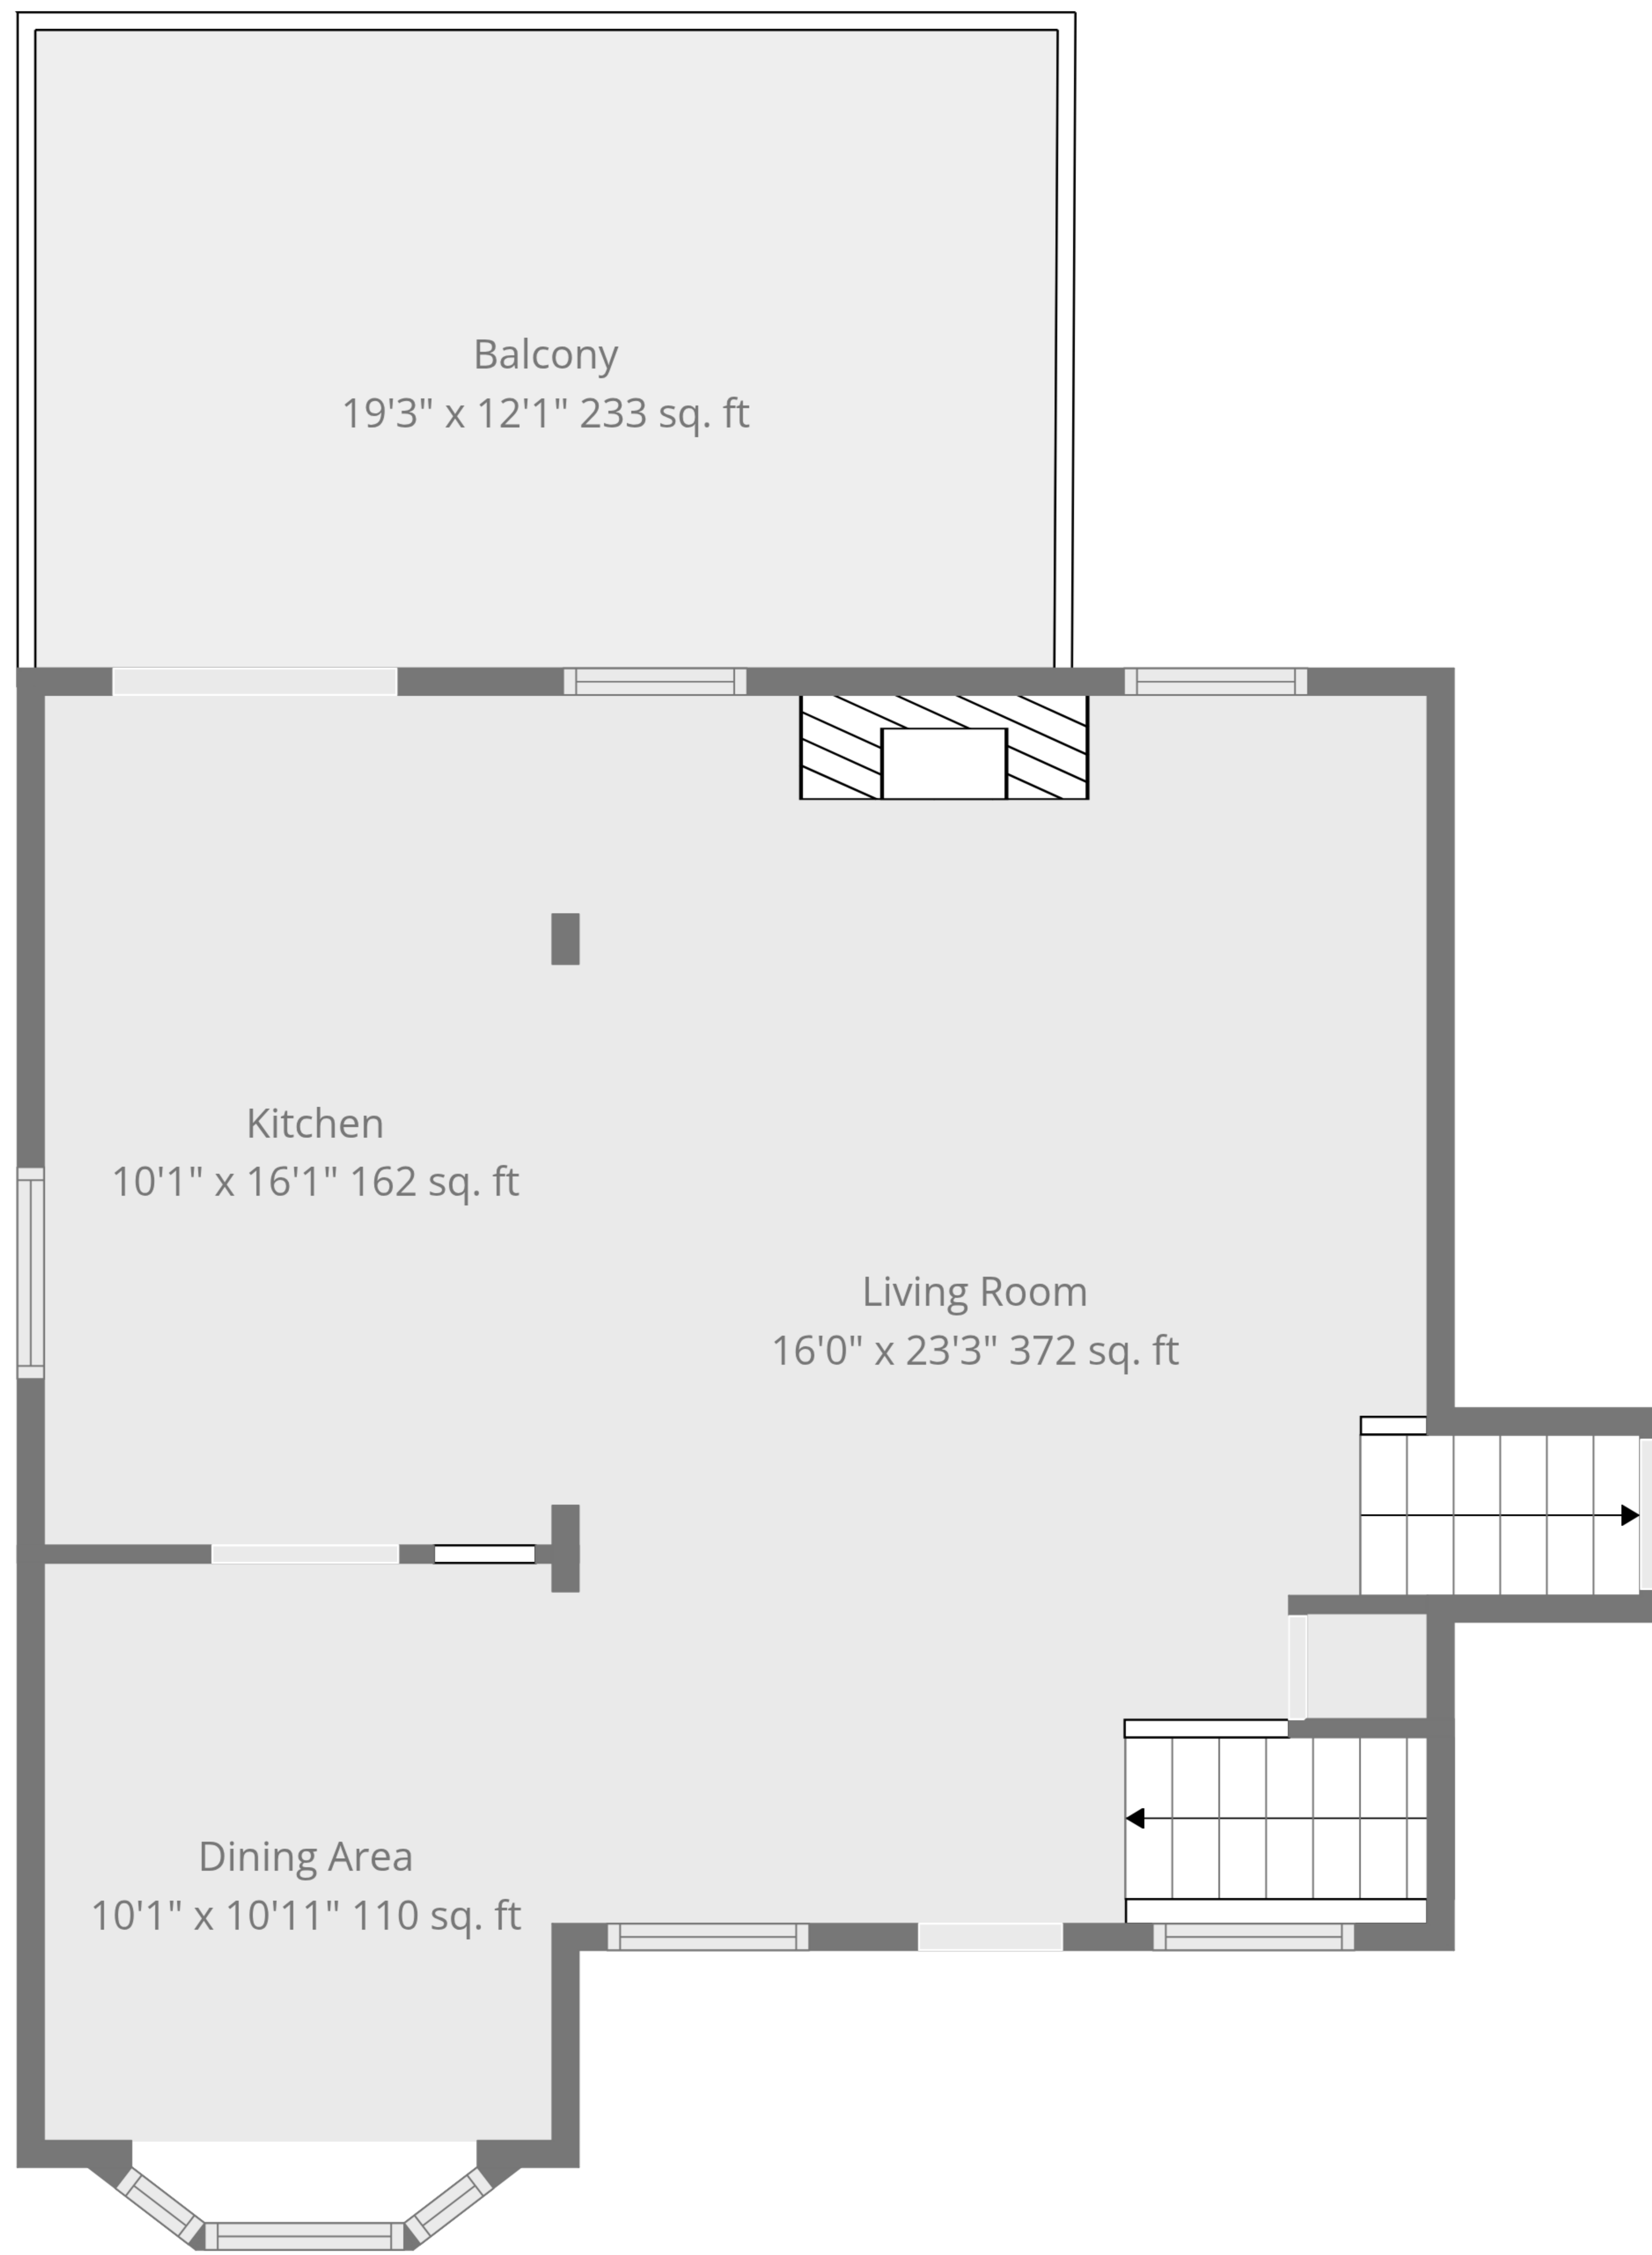 Balcony
19'3" x 12'1" 233 sq. ft
Kitchen
10'1" x 16'1" 162 sq. ft
Living Room
16'0" x 23'3" 372 sq. ft
Dining Area
10'1" x 10'11" 110 sq. ft